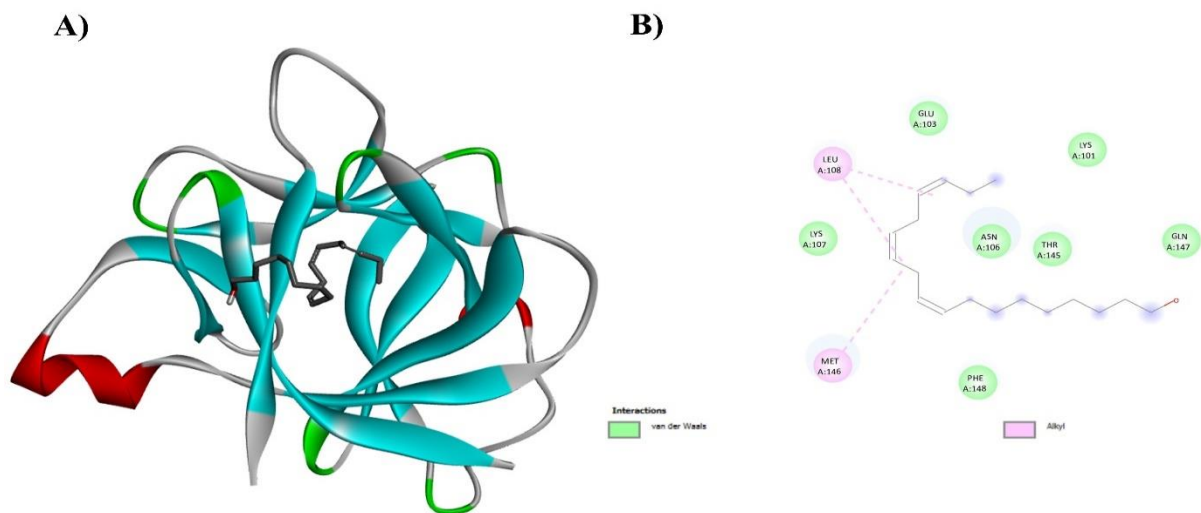 A)
B)
GLU
A:103
LYS
A:101
LEU
A:108
LYS
A:107
ASN
A:106
THR
A:145
GLN
A:147
MET
A:146
PHE
A:148
Interactions
van der Waals
Alkyl